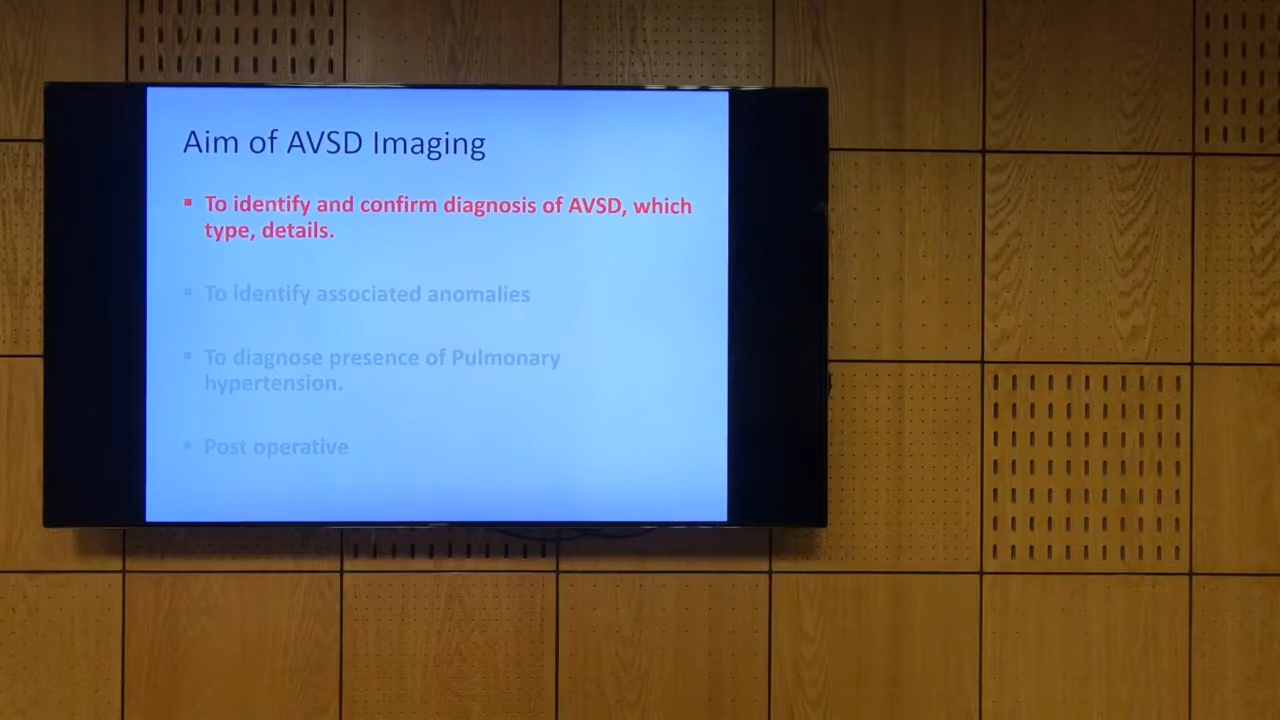 Aim of AVSD Imaging
To identify and confirm diagnosis of AVSD, which
type, details.
To identify associated anomalies
To diagnose presence of Pulmonary
hypertension.
Post operative